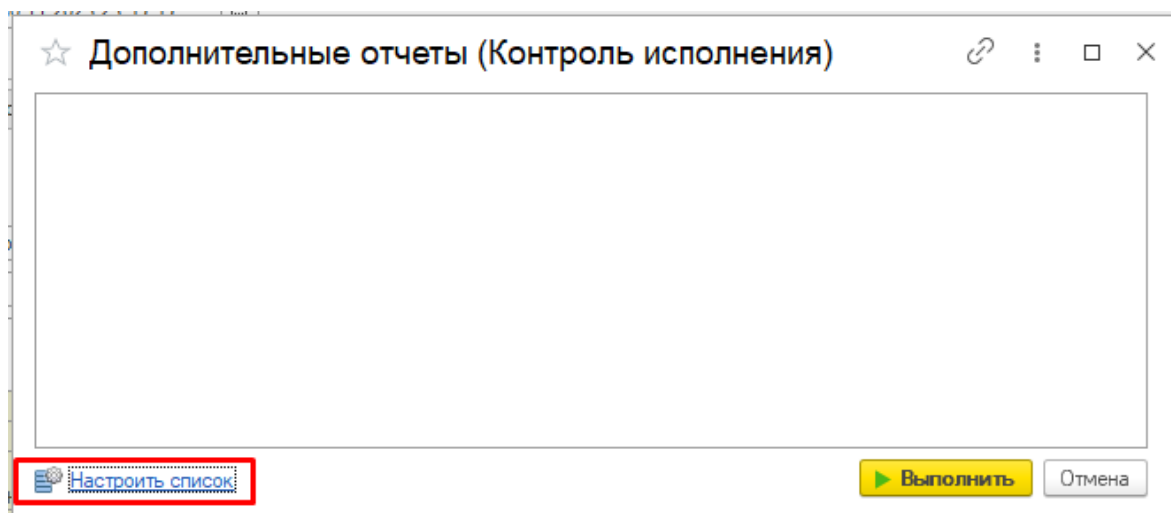 Дополнительные отчеты (Контроль исполнения)
Настроить список
Выполнить
Отмена